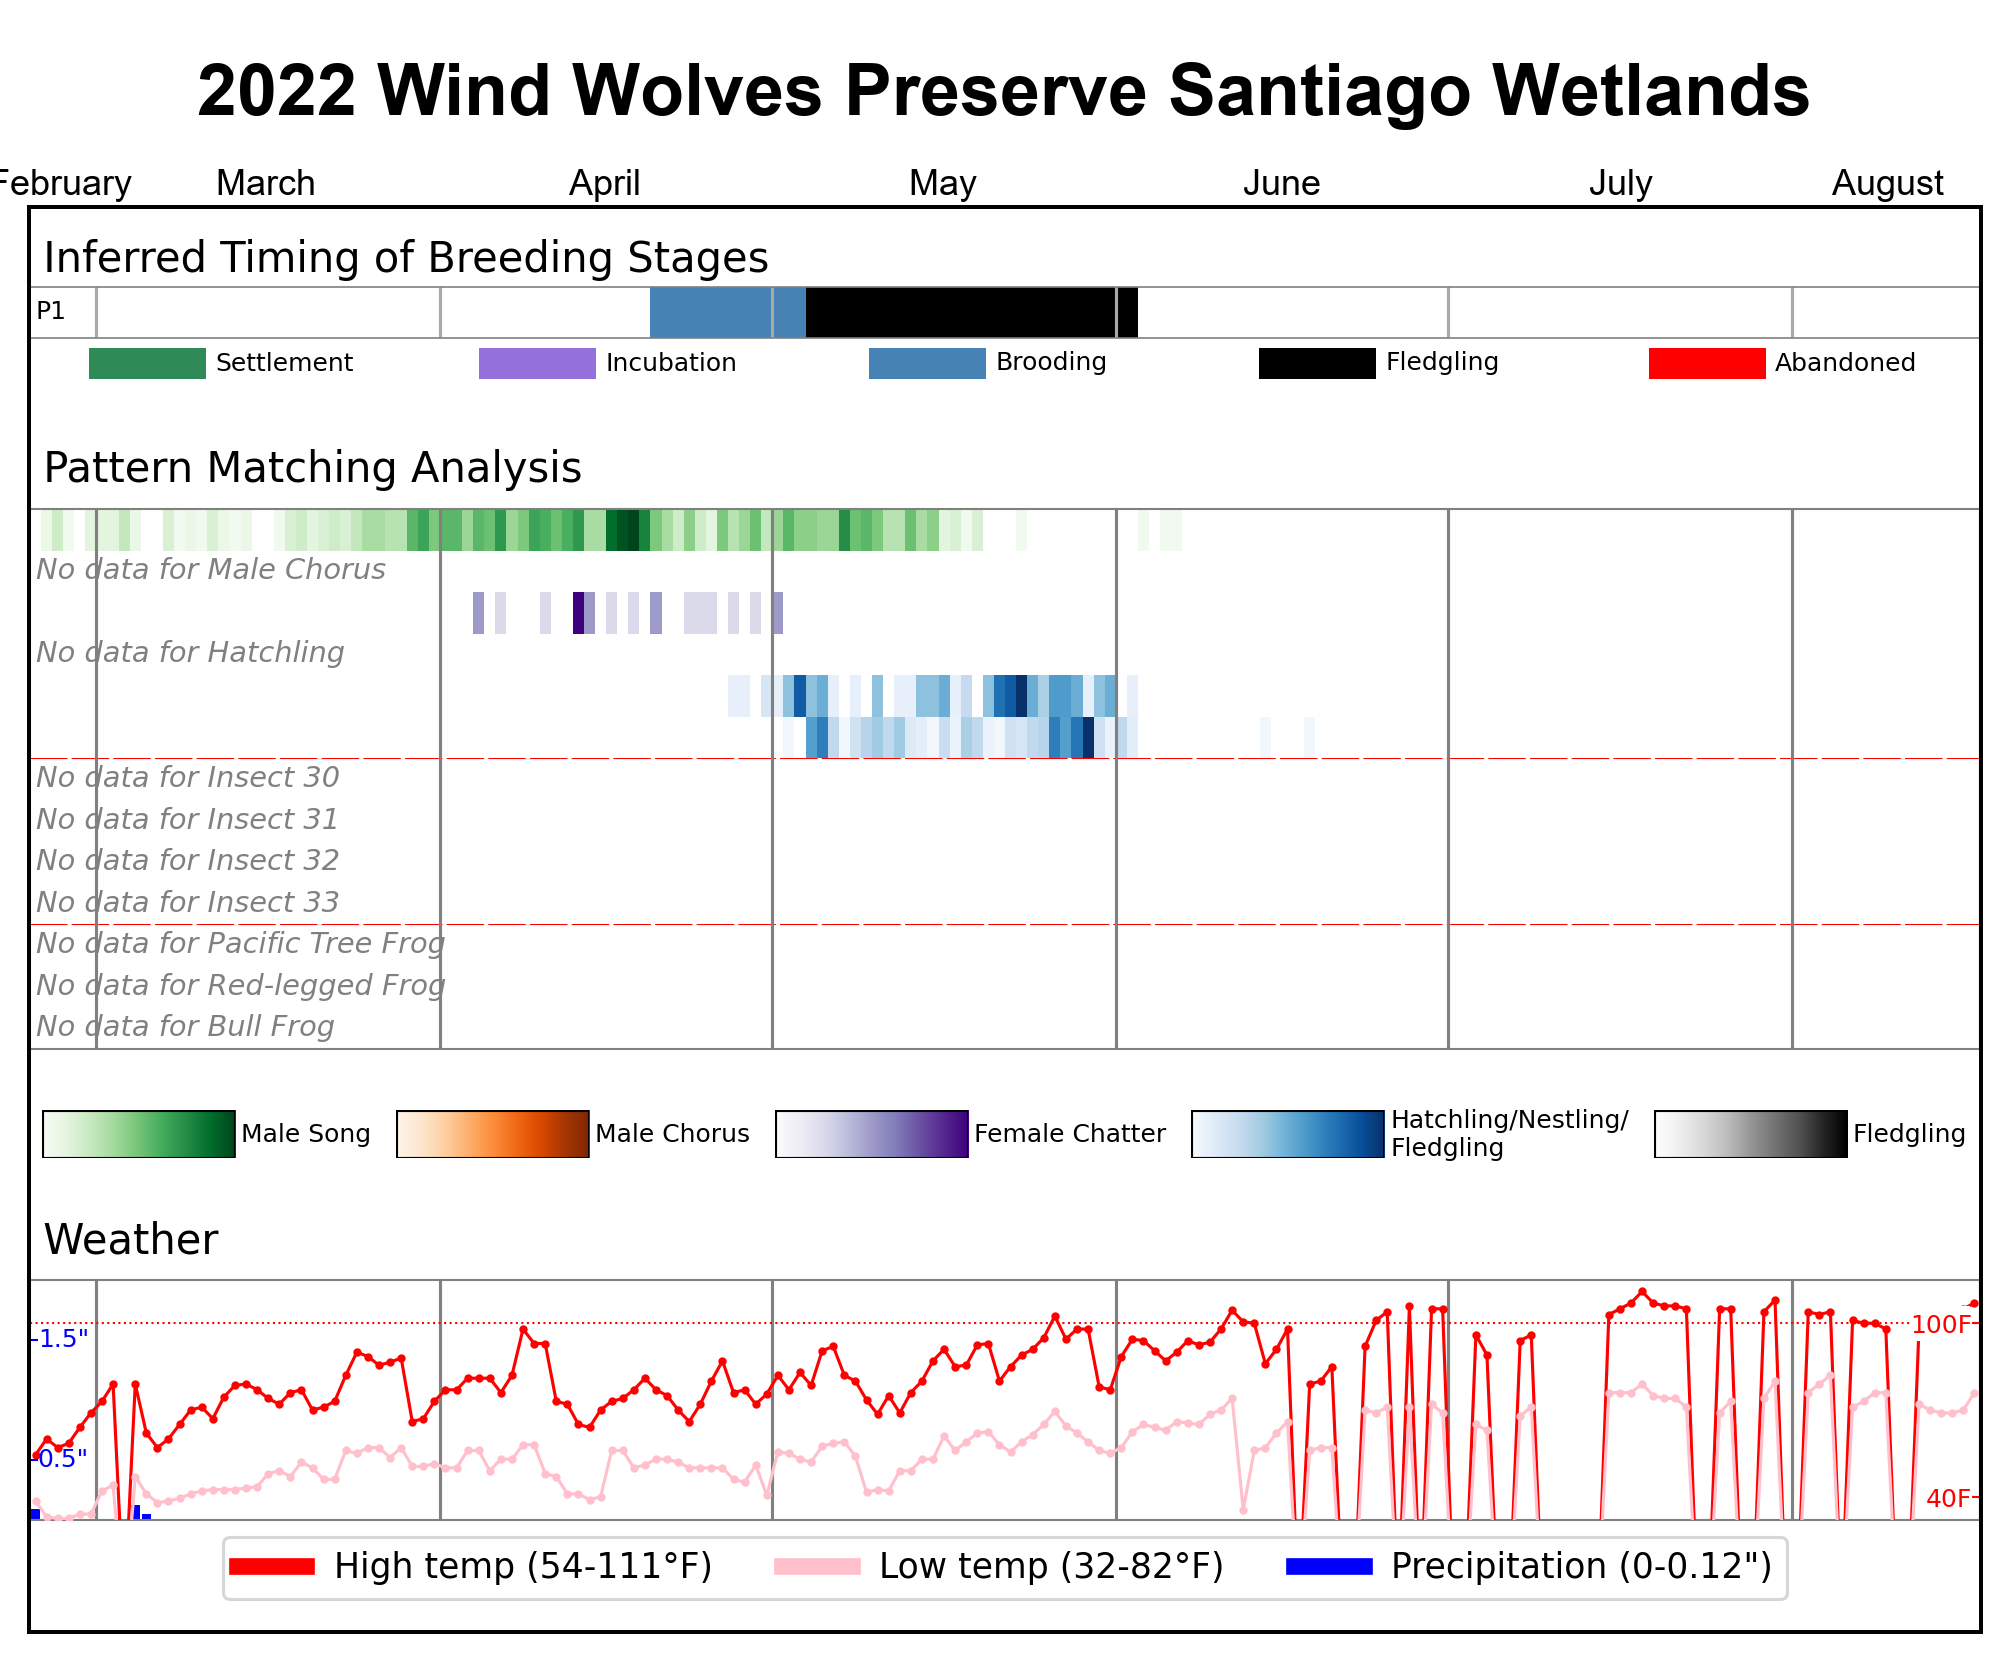 2022 Wind Wolves Preserve Santiago Wetlands
February March April May June July August
Inferred Timing of Breeding Stages
P1
Settlement Incubation Brooding Fledgling Abandoned
Pattern Matching Analysis
No data for Male Chorus
No data for Hatchling
No data for Insect 30
No data for Insect 31
No data for Insect 32
No data for Insect 33
No data for Pacific Tree Frog
No data for Red-legged Frog
No data for Bull Frog
Male Song Male Chorus Female Chatter Hatchling/Nestling/
Fledgling Fledgling
Weather
1.5" 100F
0.5" 40F
High temp (54-111°F) Low temp (32-82°F) Precipitation (0-0.12")